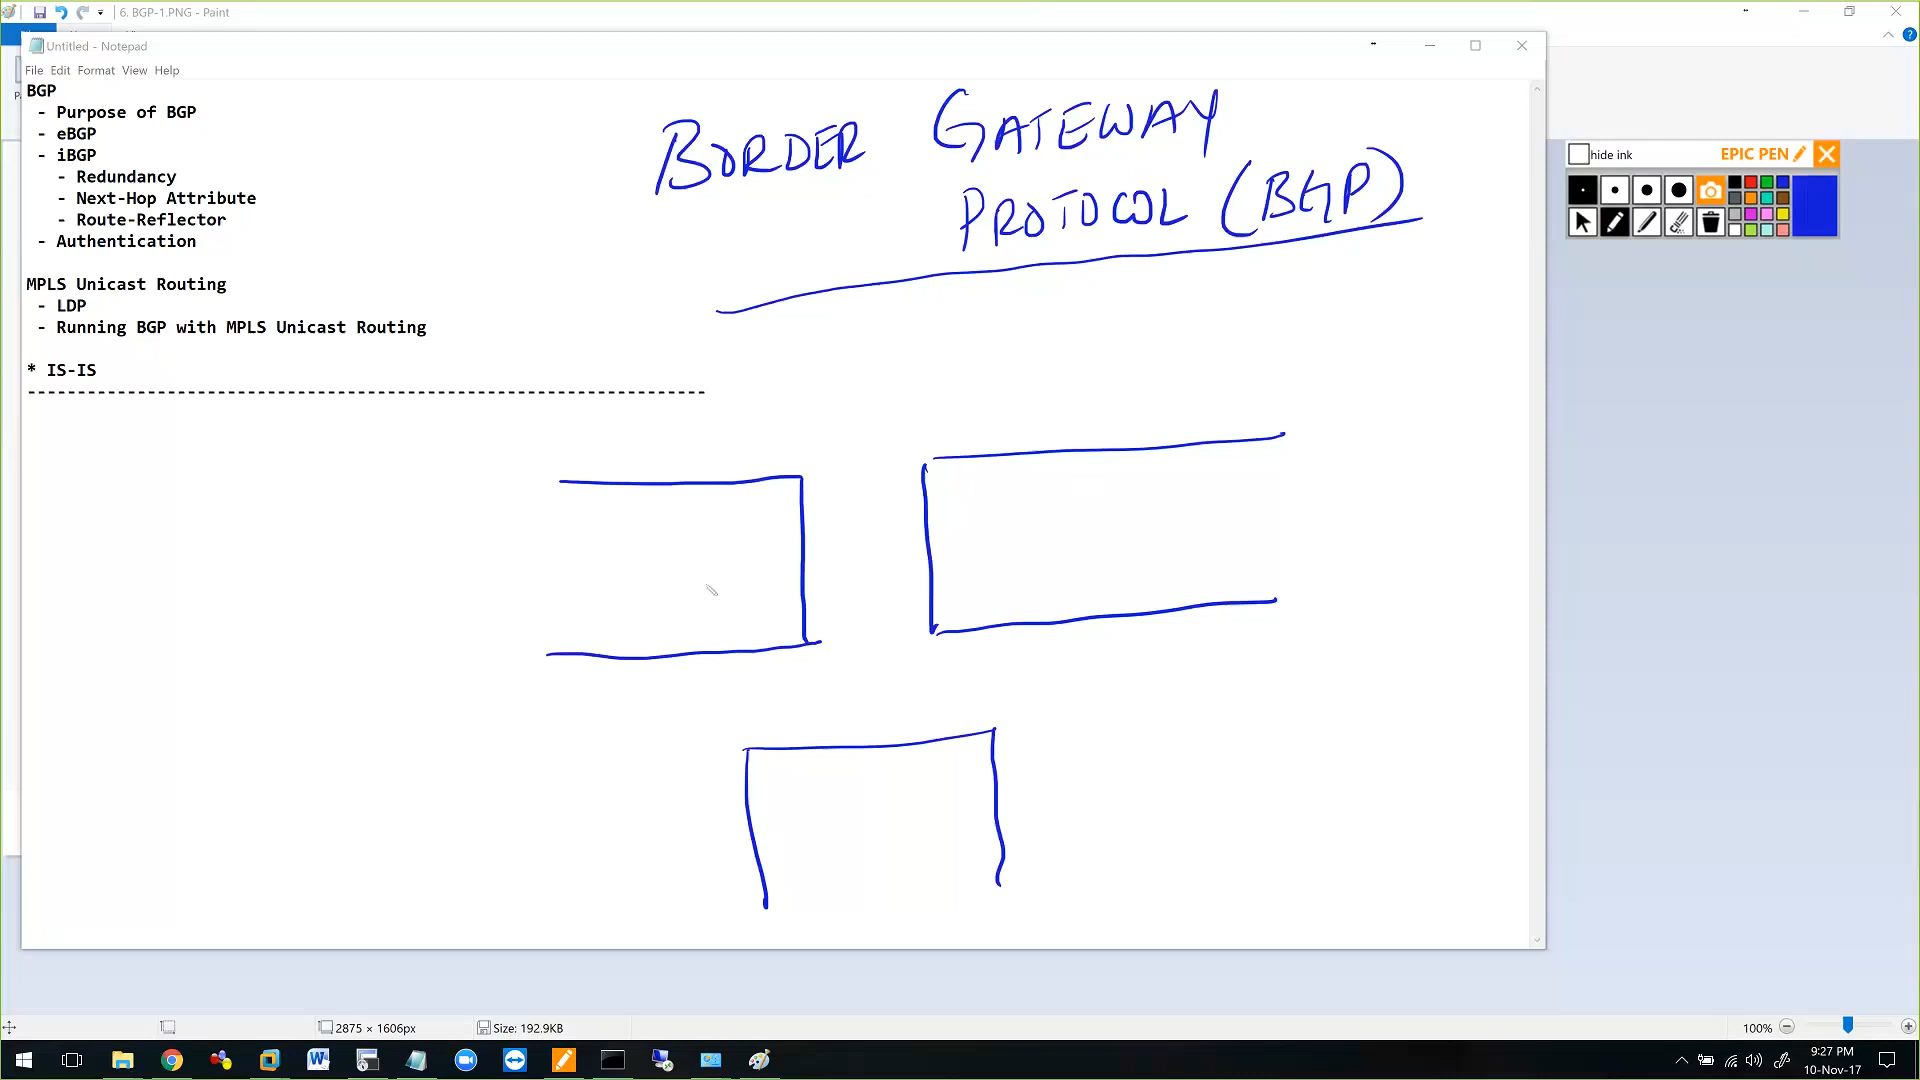 6. BGP-1.PNG - Paint
Untitled - Notepad
File Edit Format View Help
BGP
- Purpose of BGP
- eBGP
- iBGP
- Redundancy
- Next-Hop Attribute
- Route-Reflector
- Authentication
MPLS Unicast Routing
- LDP
- Running BGP with MPLS Unicast Routing
* IS-IS
--------------------------------------------------------------------
BORDER GATEWAY
PROTOCOL (BGP)
hide ink EPIC PEN
2875 × 1606px Size: 192.9KB 100%
9:27 PM
10-Nov-17